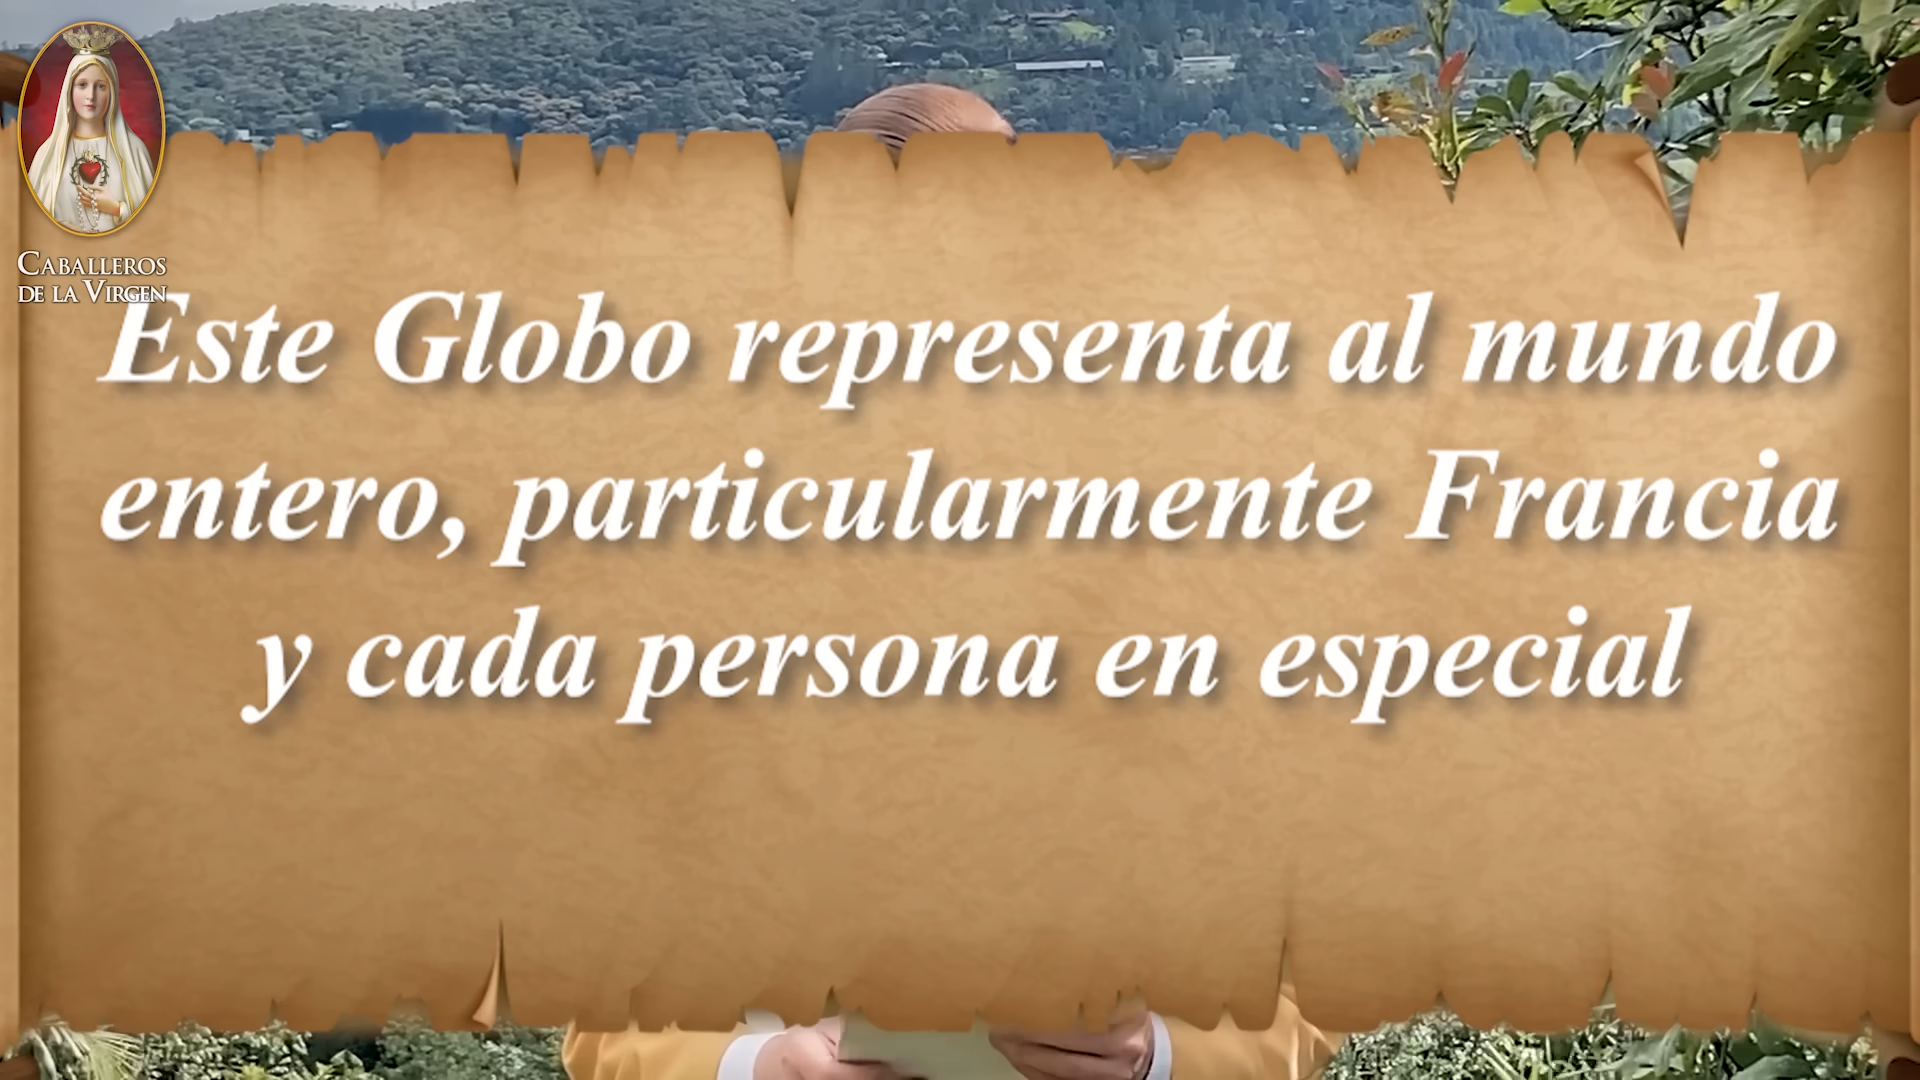 CABALLEROS
DE LA VIRGEN
Este Globo representa al mundo
entero, particularmente Francia
y cada persona en especial